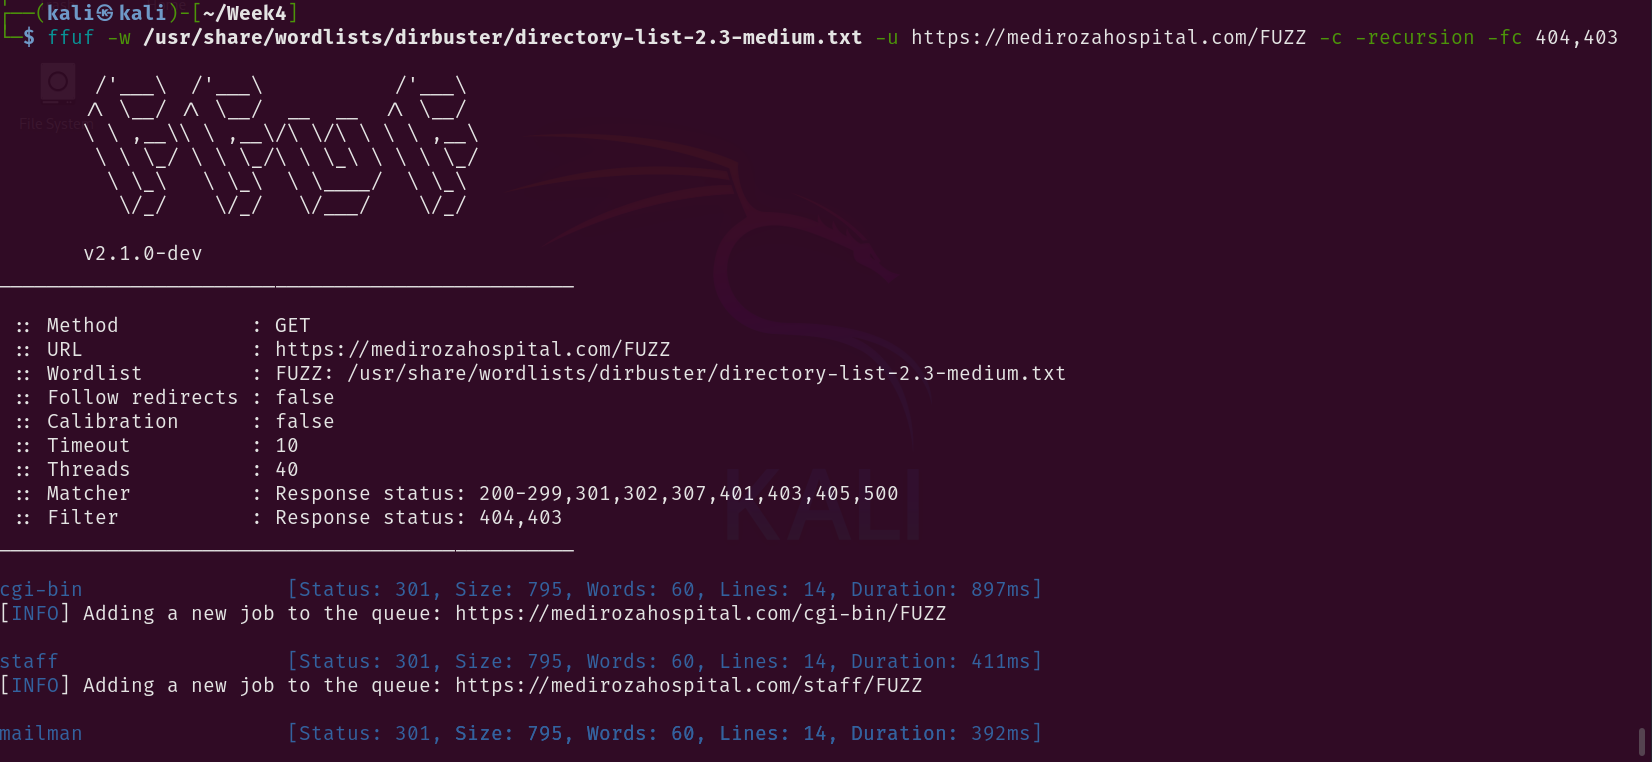 ┌──(kali㉿kali)-[~/Week4]
└─$ ffuf -w /usr/share/wordlists/dirbuster/directory-list-2.3-medium.txt -u https://medirozahospital.com/FUZZ -c -recursion -fc 404,403
File System
v2.1.0-dev
:: Method : GET
:: URL : https://medirozahospital.com/FUZZ
:: Wordlist : FUZZ: /usr/share/wordlists/dirbuster/directory-list-2.3-medium.txt
:: Follow redirects : false
:: Calibration : false
:: Timeout : 10
:: Threads : 40
:: Matcher : Response status: 200-299,301,302,307,401,403,405,500
:: Filter : Response status: 404,403
KALI
cgi-bin [Status: 301, Size: 795, Words: 60, Lines: 14, Duration: 897ms]
[INFO] Adding a new job to the queue: https://medirozahospital.com/cgi-bin/FUZZ
staff [Status: 301, Size: 795, Words: 60, Lines: 14, Duration: 411ms]
[INFO] Adding a new job to the queue: https://medirozahospital.com/staff/FUZZ
mailman [Status: 301, Size: 795, Words: 60, Lines: 14, Duration: 392ms]